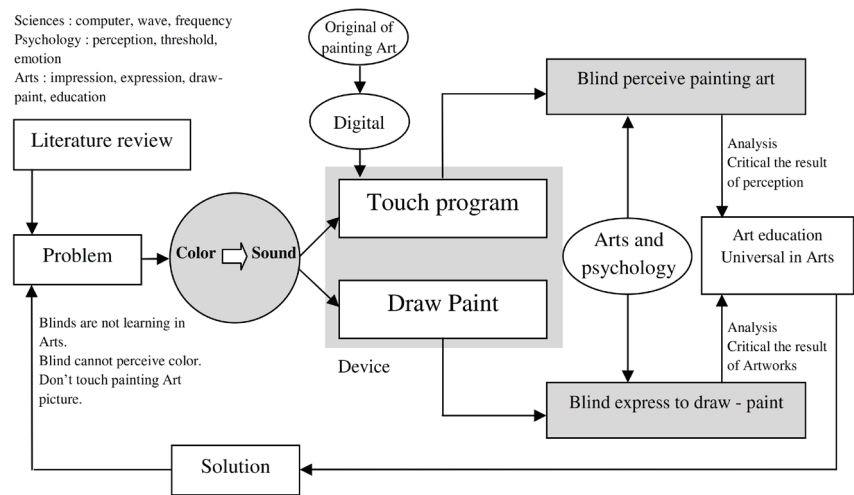 Sciences : computer, wave, frequency
Psychology : perception, threshold,
emotion
Arts : impression, expression, draw-
paint, education
Original of
painting Art
Digital
Literature review
Problem
Color
Sound
Touch program
Draw Paint
Device
Blind perceive painting art
Analysis
Critical the result
of perception
Arts and
psychology
Art education
Universal in Arts
Analysis
Critical the result
of Artworks
Blind express to draw - paint
Blinds are not learning in
Arts.
Blind cannot perceive color.
Don't touch painting Art
picture.
Solution